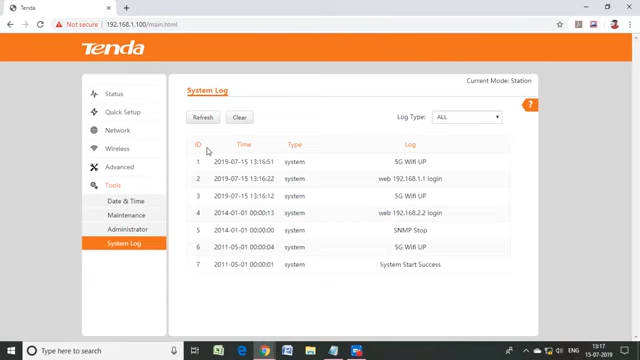 Tenda
Not secure | 192.168.1.100/main.html
Tenda
Current Mode: Station
Status
Quick Setup
Network
Wireless
Advanced
Tools
Date & Time
Maintenance
Administrator
System Log
System Log
?
Refresh
Clear
Log Type:
ALL
ID Time Type Log
1 2019-07-15 13:16:51 system 5G Wifi UP
2 2019-07-15 13:16:22 system web 192.168.1.1 login
3 2019-07-15 13:16:12 system 5G Wifi UP
4 2014-01-01 00:00:13 system web 192.168.2.2 login
5 2014-01-01 00:00:00 system SNMP Stop
6 2011-05-01 00:00:04 system 5G Wifi UP
7 2011-05-01 00:00:01 system System Start Success
Type here to search
ENG
13:17
15-07-2019